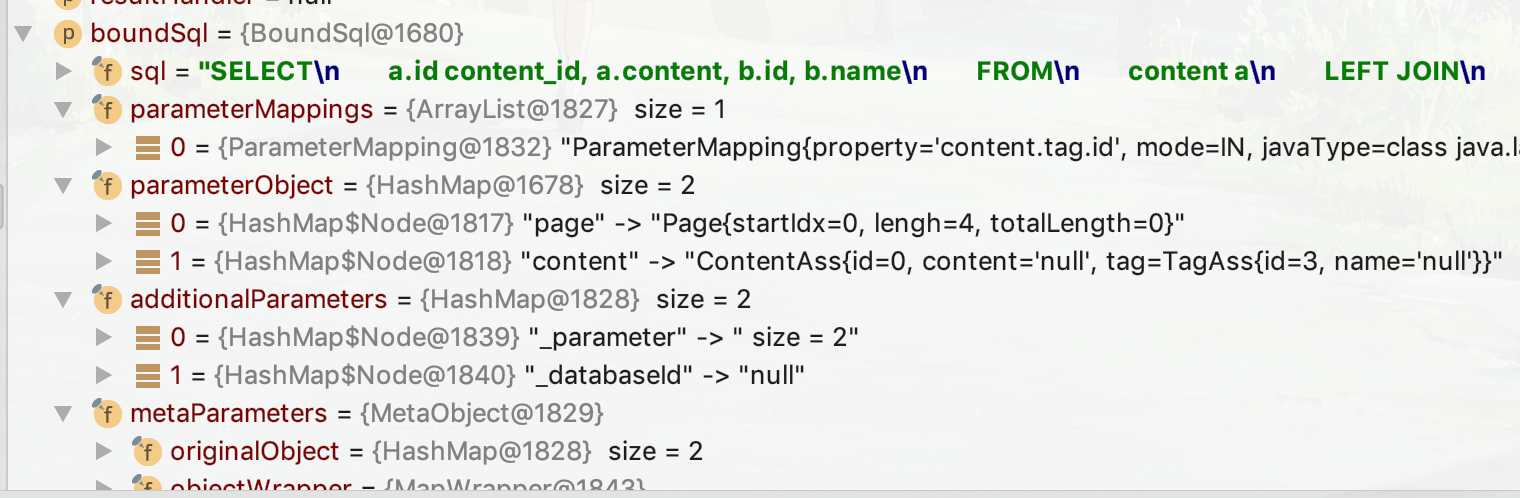 resultHandler = null
p boundSql = {BoundSql@1680}
f sql = "SELECT\n a.id content_id, a.content, b.id, b.name\n FROM\n content a\n LEFT JOIN\n
f parameterMappings = {ArrayList@1827} size = 1
0 = {ParameterMapping@1832} "ParameterMapping{property='content.tag.id', mode=IN, javaType=class java.la
f parameterObject = {HashMap@1678} size = 2
0 = {HashMap$Node@1817} "page" -> "Page{startIdx=0, lengh=4, totalLength=0}"
1 = {HashMap$Node@1818} "content" -> "ContentAss{id=0, content='null', tag=TagAss{id=3, name='null'}}"
f additionalParameters = {HashMap@1828} size = 2
0 = {HashMap$Node@1839} "_parameter" -> " size = 2"
1 = {HashMap$Node@1840} "_databaseId" -> "null"
f metaParameters = {MetaObject@1829}
f originalObject = {HashMap@1828} size = 2
f objectWrapper = {MapWrapper@1843}